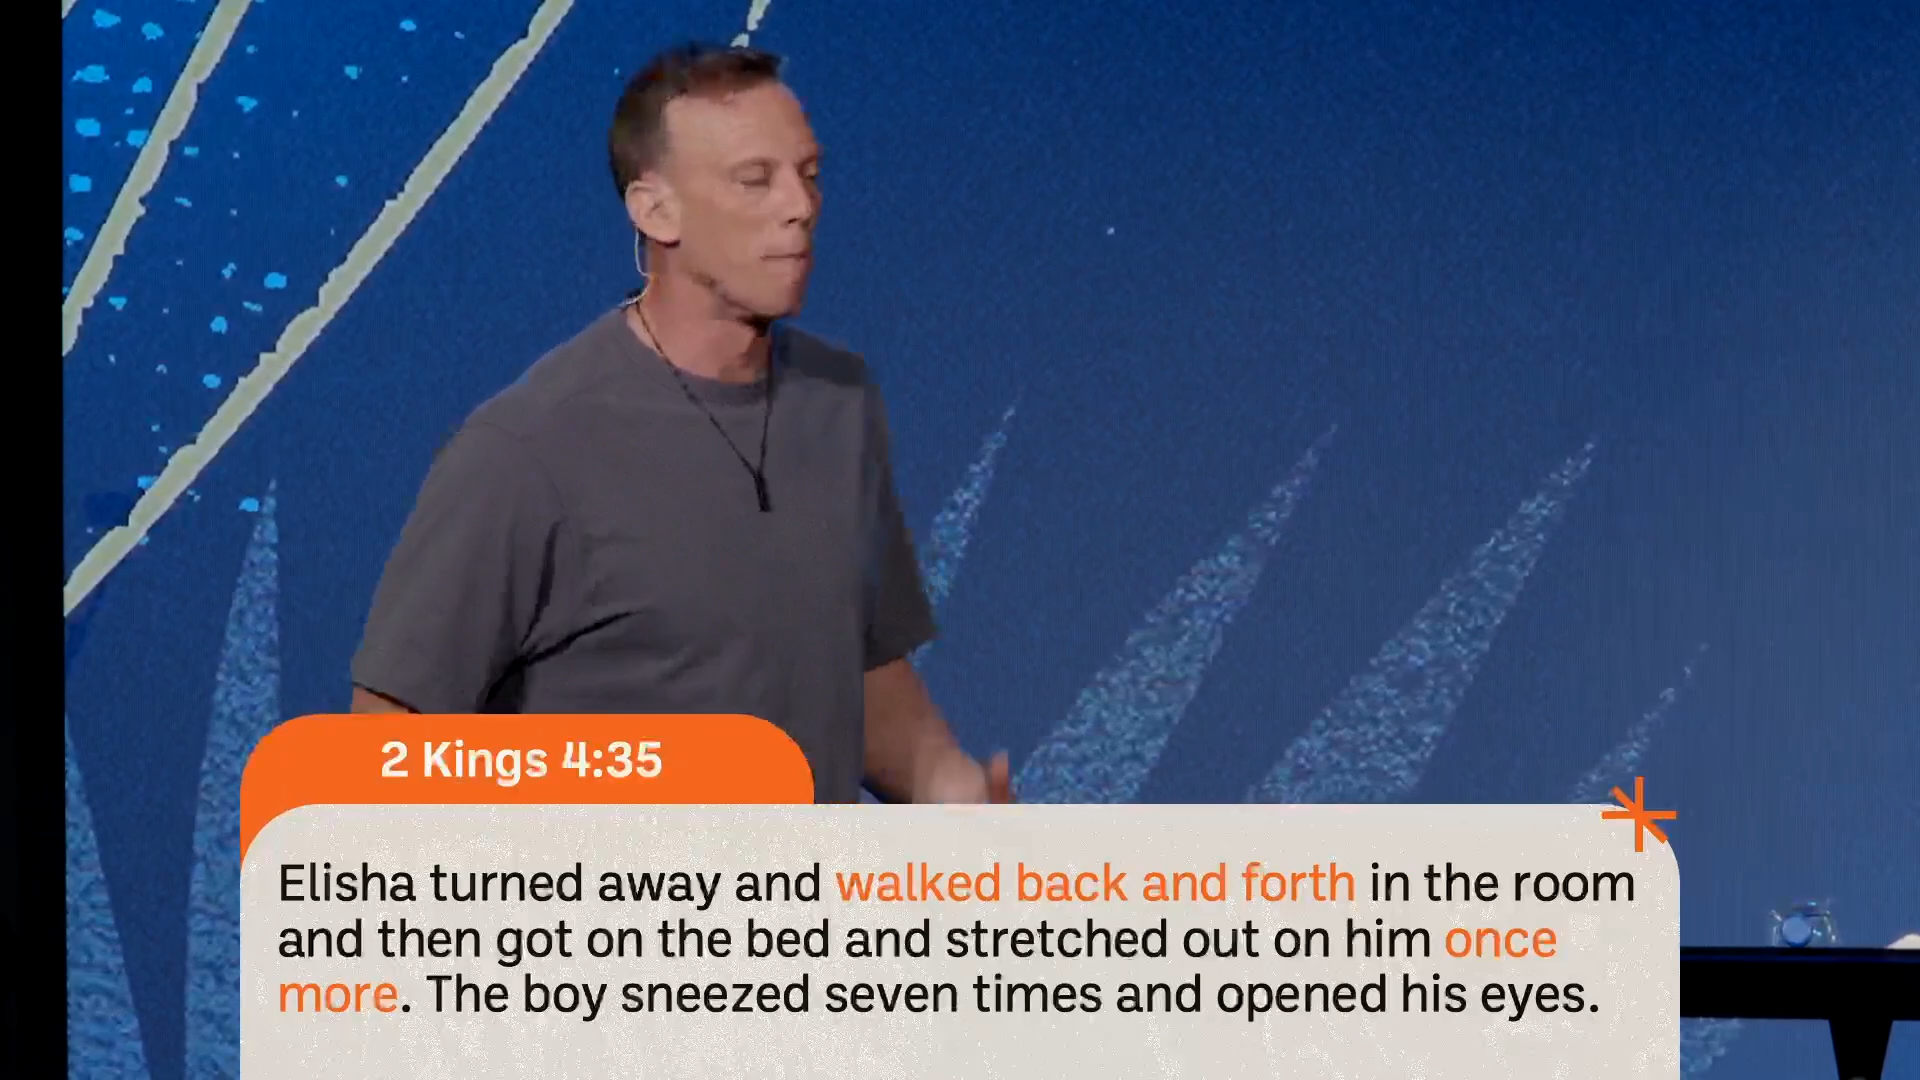 2 Kings 4:35
Elisha turned away and walked back and forth in the room
and then got on the bed and stretched out on him once
more. The boy sneezed seven times and opened his eyes.